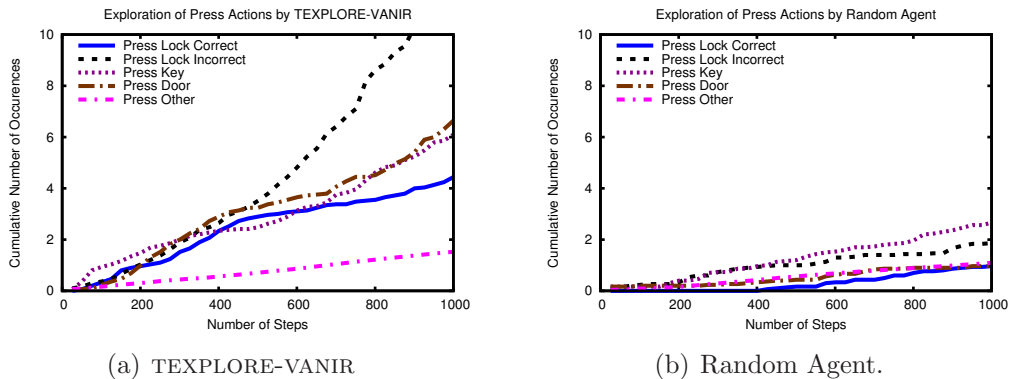 Exploration of Press Actions by TEXPLORE-VANIR
Cumulative Number of Occurences
10
8
6
4
2
0
Press Lock Correct
Press Lock Incorrect
Press Key
Press Door
Press Other
0 200 400 600 800 1000
Number of Steps
(a) TEXPLORE-VANIR
Exploration of Press Actions by Random Agent
Cumulative Number of Occurences
10
8
6
4
2
0
Press Lock Correct
Press Lock Incorrect
Press Key
Press Door
Press Other
0 200 400 600 800 1000
Number of Steps
(b) Random Agent.